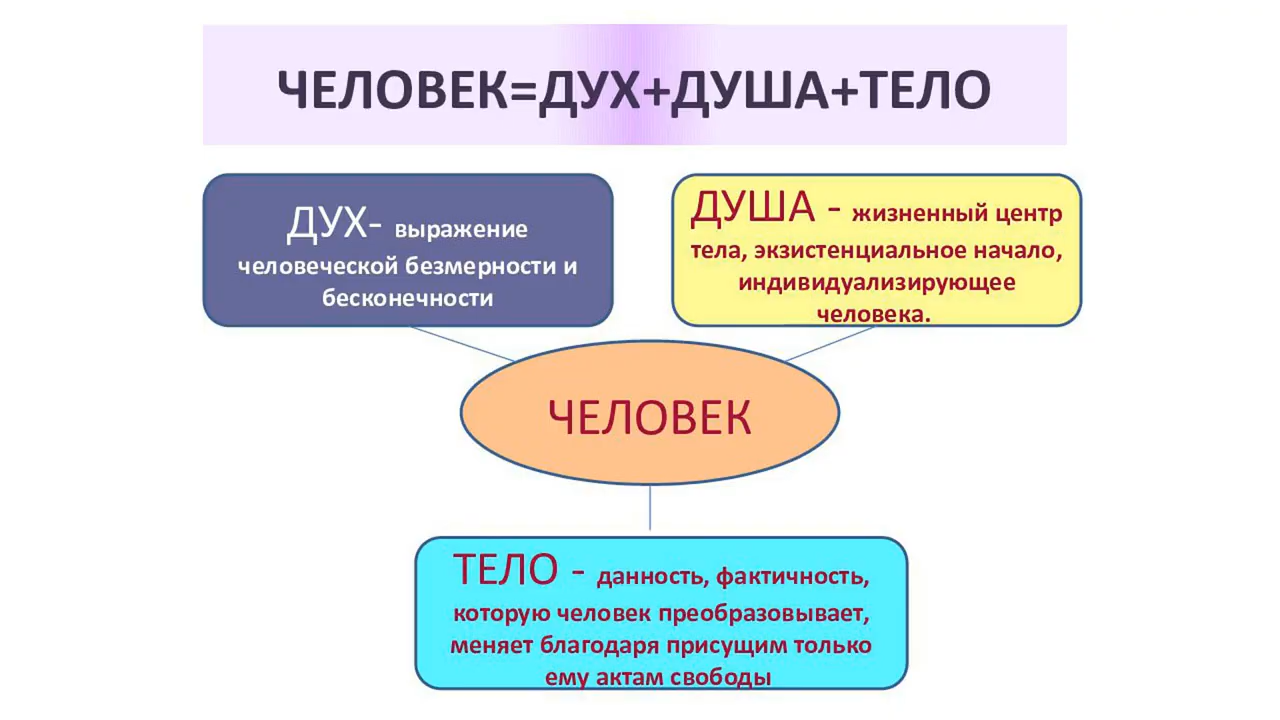 ЧЕЛОВЕК=ДУХ+ДУША+ТЕЛО
ДУХ- выражение
человеческой безмерности и
бесконечности
ДУША - жизненный центр
тела, экзистенциальное начало,
индивидуализирующее
человека.
ЧЕЛОВЕК
ТЕЛО - данность, фактичность,
которую человек преобразовывает,
меняет благодаря присущим только
ему актам свободы